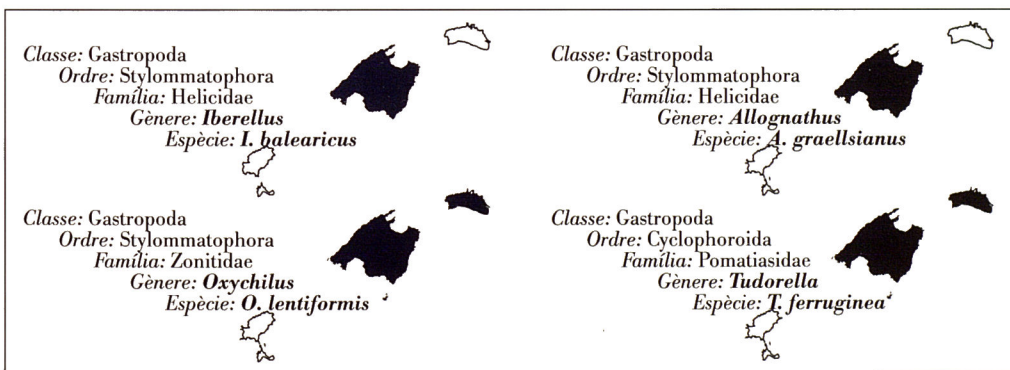 Classe: Gastropoda
Ordre: Stylommatophora
Família: Helicidae
Gènere: Iberellus
Espècie: I. balearicus
Classe: Gastropoda
Ordre: Stylommatophora
Família: Helicidae
Gènere: Allognathus
Espècie: A. graellsianus
Classe: Gastropoda
Ordre: Stylommatophora
Família: Zonitidae
Gènere: Oxychilus
Espècie: O. lentiformis
Classe: Gastropoda
Ordre: Cyclophoroida
Família: Pomatiasidae
Gènere: Tudorella
Espècie: T. ferruginea